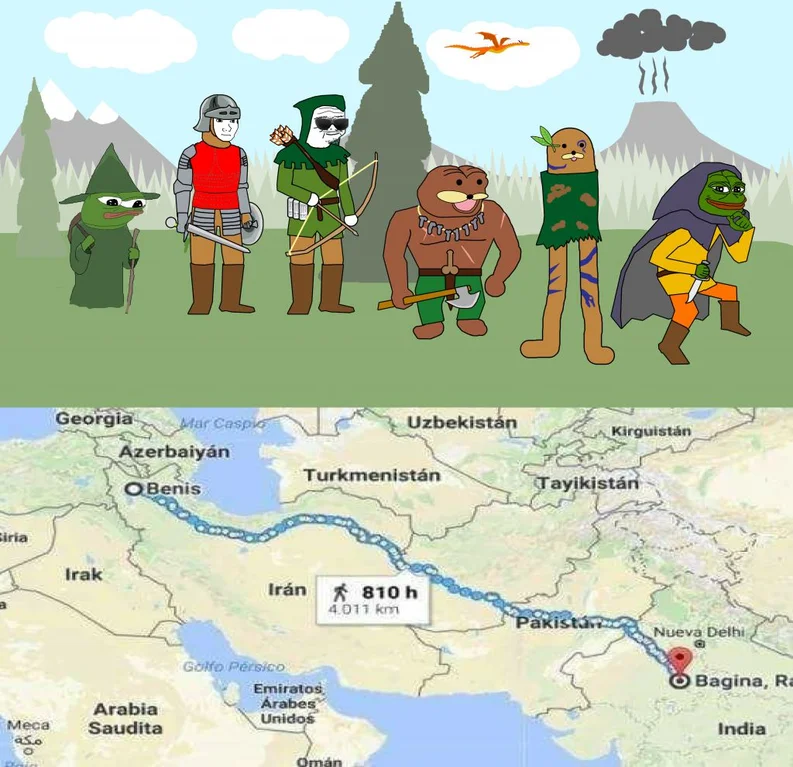 Georgia
Mar Caspio
Uzbekistán
Kirguistán
Azerbaiyán
Turkmenistán
Tayikistán
Benis
Siria
Irak
Irán
810 h
4.011 km
Pakistán
Nueva Delhi
Golfo Pérsico
Bagina, Ra
Emiratos
Árabes
Unidos
Arabia
Saudita
India
Meca
مكة
Omán